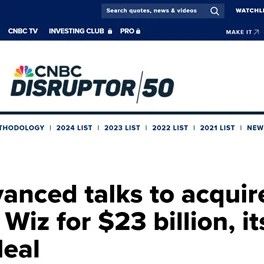 Search quotes, news & videos WATCHLI
CNBC TV INVESTING CLUB PRO MAKE IT
CNBC
DISRUPTOR/50
THODOLOGY | 2024 LIST | 2023 LIST | 2022 LIST | 2021 LIST | NEW
vanced talks to acquire
Wiz for $23 billion, its
deal